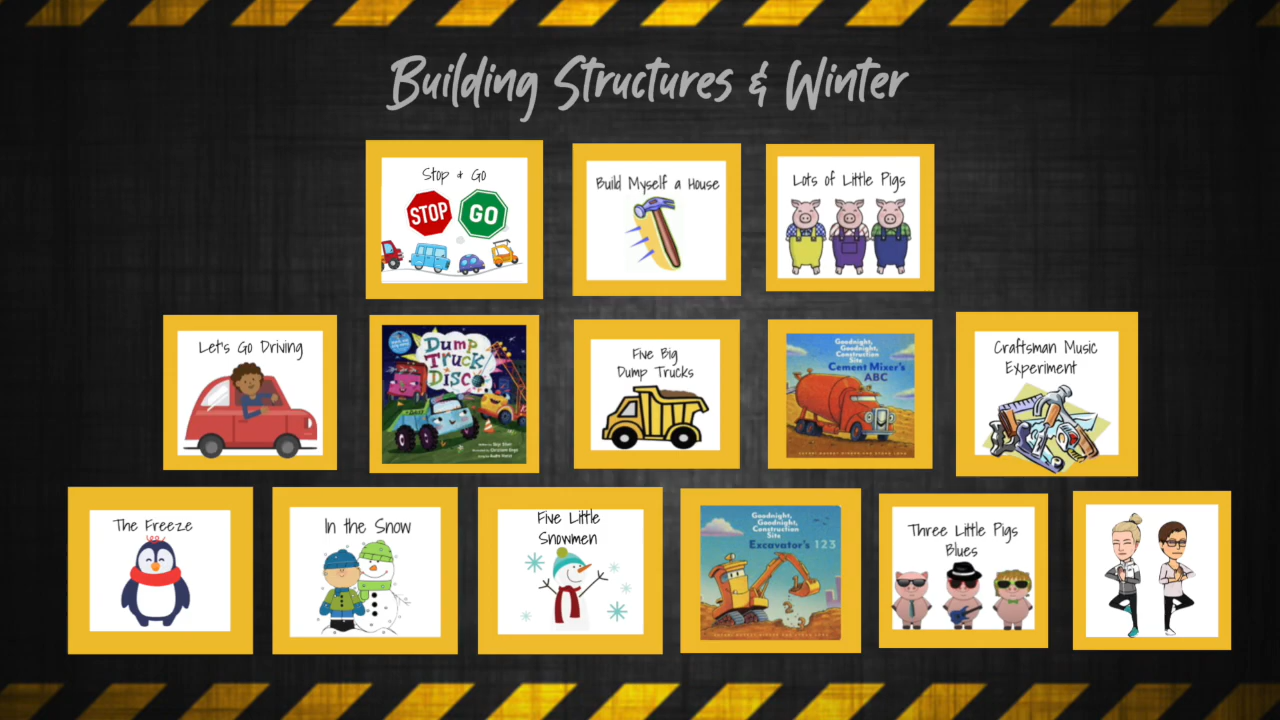 Building Structures & Winter
Stop & Go
STOP
GO
Build Myself a House
Lots of Little Pigs
Let's Go Driving
Dump
Truck
Disco
Five Big
Dump Trucks
Goodnight,
Goodnight,
Construction
Site
Cement Mixer's
ABC
Craftsman Music
Experiment
The Freeze
In the Snow
Five Little
Snowmen
Goodnight,
Goodnight,
Construction
Site
Excavator's 123
Three Little Pigs
Blues